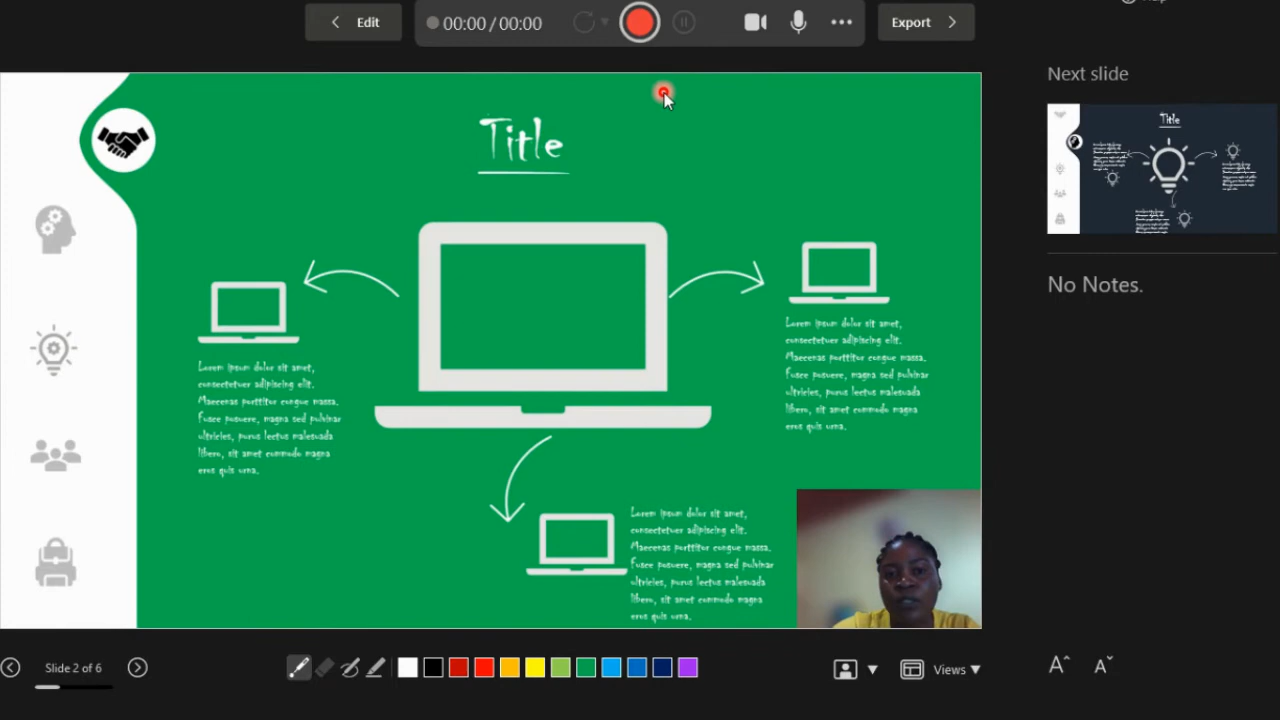 Edit
00:00 / 00:00
Export
Next slide
Title
Title
No Notes.
Lorem ipsum dolor sit amet,
consectetuer adipiscing elit.
Maecenas porttitor congue massa.
Fusce posuere, magna sed pulvinar
ultricies, purus lectus malesuada
libero, sit amet commodo magna
eros quis urna.
Lorem ipsum dolor sit amet,
consectetuer adipiscing elit.
Maecenas porttitor congue massa.
Fusce posuere, magna sed pulvinar
ultricies, purus lectus malesuada
libero, sit amet commodo magna
eros quis urna.
Lorem ipsum dolor sit amet,
consectetuer adipiscing elit.
Maecenas porttitor congue massa.
Fusce posuere, magna sed pulvinar
ultricies, purus lectus malesuada
libero, sit amet commodo magna
eros quis urna.
Slide 2 of 6
Views
A A